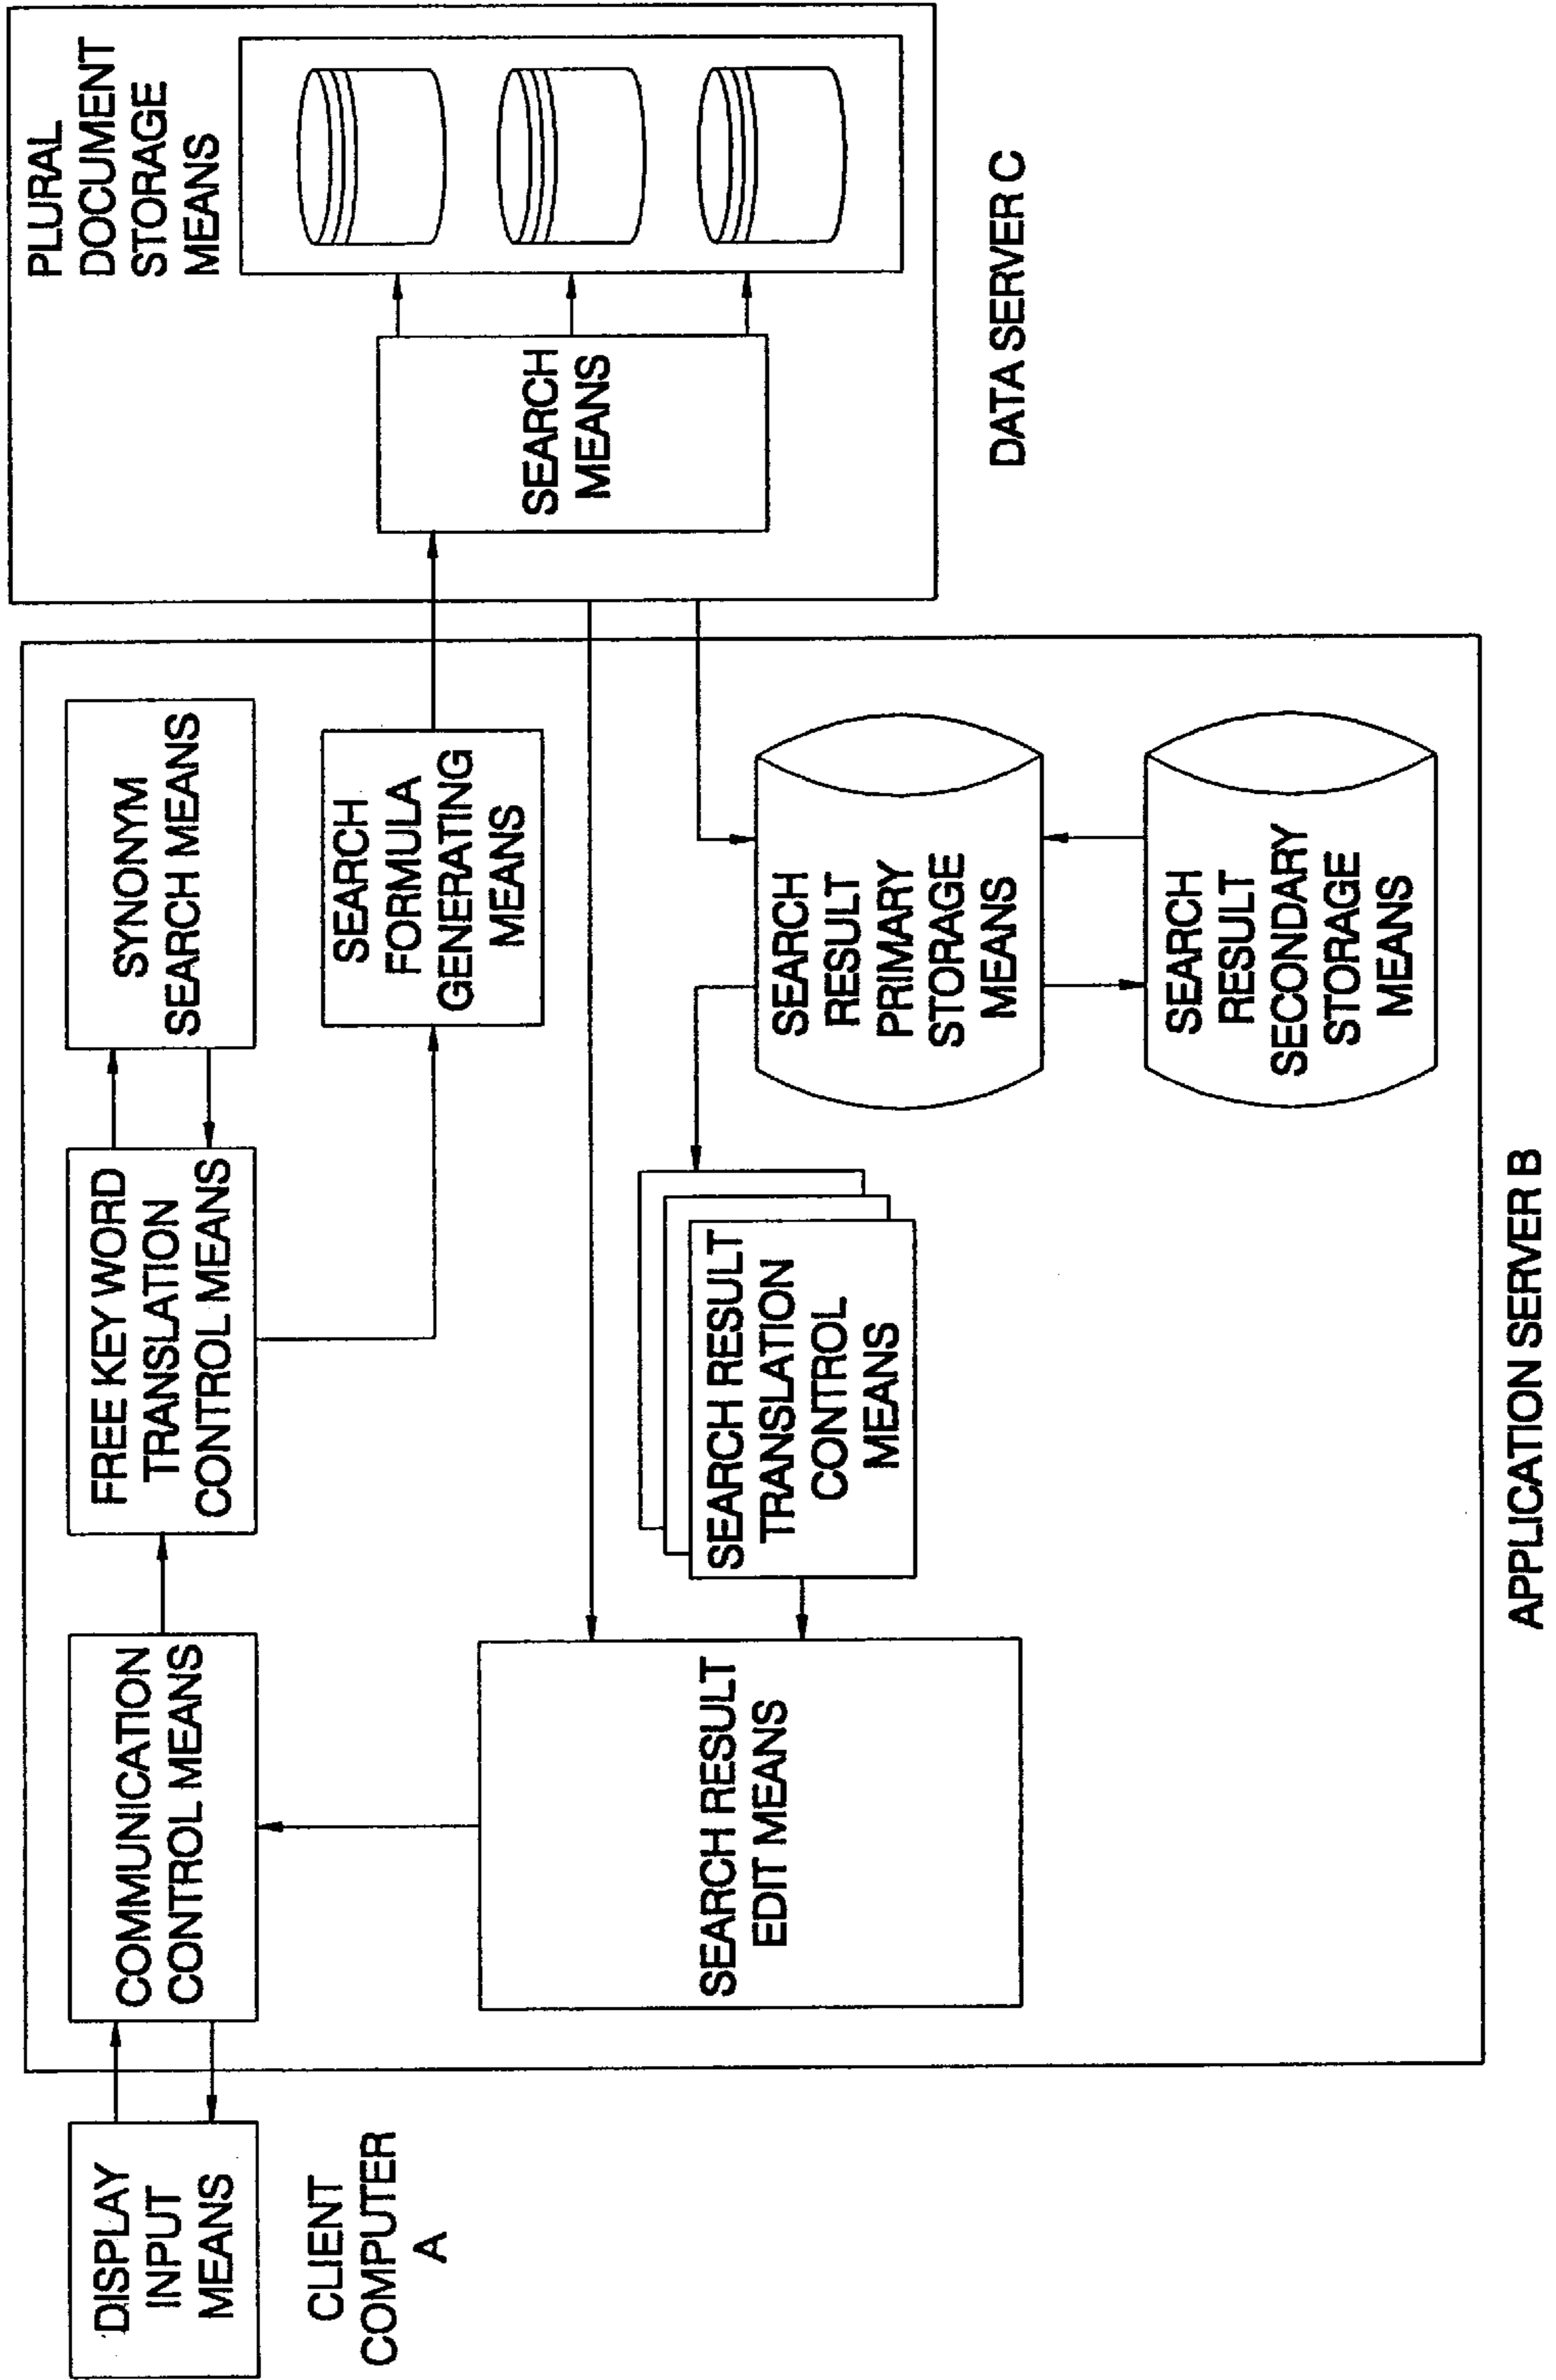 DISPLAY
INPUT
MEANS
CLIENT
COMPUTER
A
COMMUNICATION
CONTROL MEANS
FREE KEY WORD
TRANSLATION
CONTROL MEANS
SYNONYM
SEARCH MEANS
SEARCH
FORMULA
GENERATING
MEANS
SEARCH RESULT
EDIT MEANS
SEARCH RESULT
TRANSLATION
CONTROL
MEANS
SEARCH
RESULT
PRIMARY
STORAGE
MEANS
SEARCH
RESULT
SECONDARY
STORAGE
MEANS
APPLICATION SERVER B
PLURAL
DOCUMENT
STORAGE
MEANS
SEARCH
MEANS
DATA SERVER C